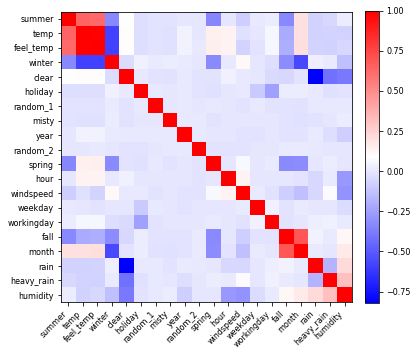 summer
temp
feel_temp
winter
clear
holiday
random_1
misty
year
random_2
spring
hour
windspeed
weekday
workingday
fall
month
rain
heavy_rain
humidity
summer
temp
feel_temp
winter
clear
holiday
random_1
misty
year
random_2
spring
hour
windspeed
weekday
workingday
fall
month
rain
heavy_rain
humidity
1.00
0.75
0.50
0.25
0.00
−0.25
−0.50
−0.75